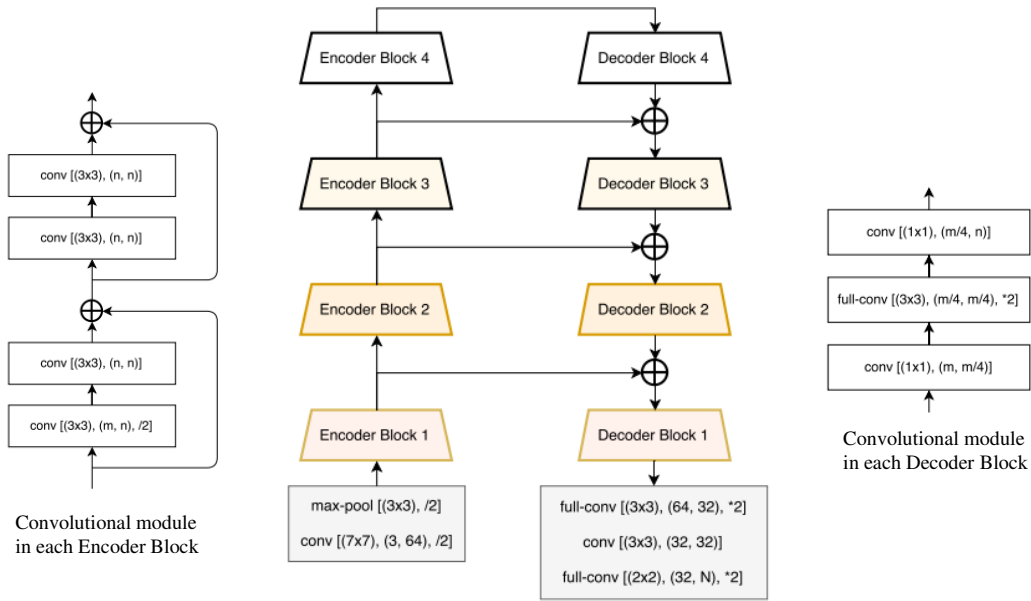 conv [(3x3), (n, n)]
conv [(3x3), (n, n)]
conv [(3x3), (n, n)]
conv [(3x3), (m, n), /2]
Convolutional module
in each Encoder Block
Encoder Block 4
Encoder Block 3
Encoder Block 2
Encoder Block 1
max-pool [(3x3), /2]
conv [(7x7), (3, 64), /2]
Decoder Block 4
Decoder Block 3
Decoder Block 2
Decoder Block 1
full-conv [(3x3), (64, 32), *2]
conv [(3x3), (32, 32)]
full-conv [(2x2), (32, N), *2]
conv [(1x1), (m/4, n)]
full-conv [(3x3), (m/4, m/4), *2]
conv [(1x1), (m, m/4)]
Convolutional module
in each Decoder Block